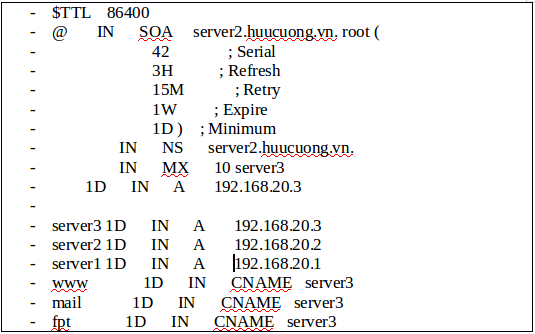 - $TTL 86400
- @ IN SOA server2.huucuong.vn. root (
- 42 ; Serial
- 3H ; Refresh
- 15M ; Retry
- 1W ; Expire
- 1D ) ; Minimum
- IN NS server2.huucuong.vn.
- IN MX 10 server3
- 1D IN A 192.168.20.3
-
- server3 1D IN A 192.168.20.3
- server2 1D IN A 192.168.20.2
- server1 1D IN A 192.168.20.1
- www 1D IN CNAME server3
- mail 1D IN CNAME server3
- fpt 1D IN CNAME server3